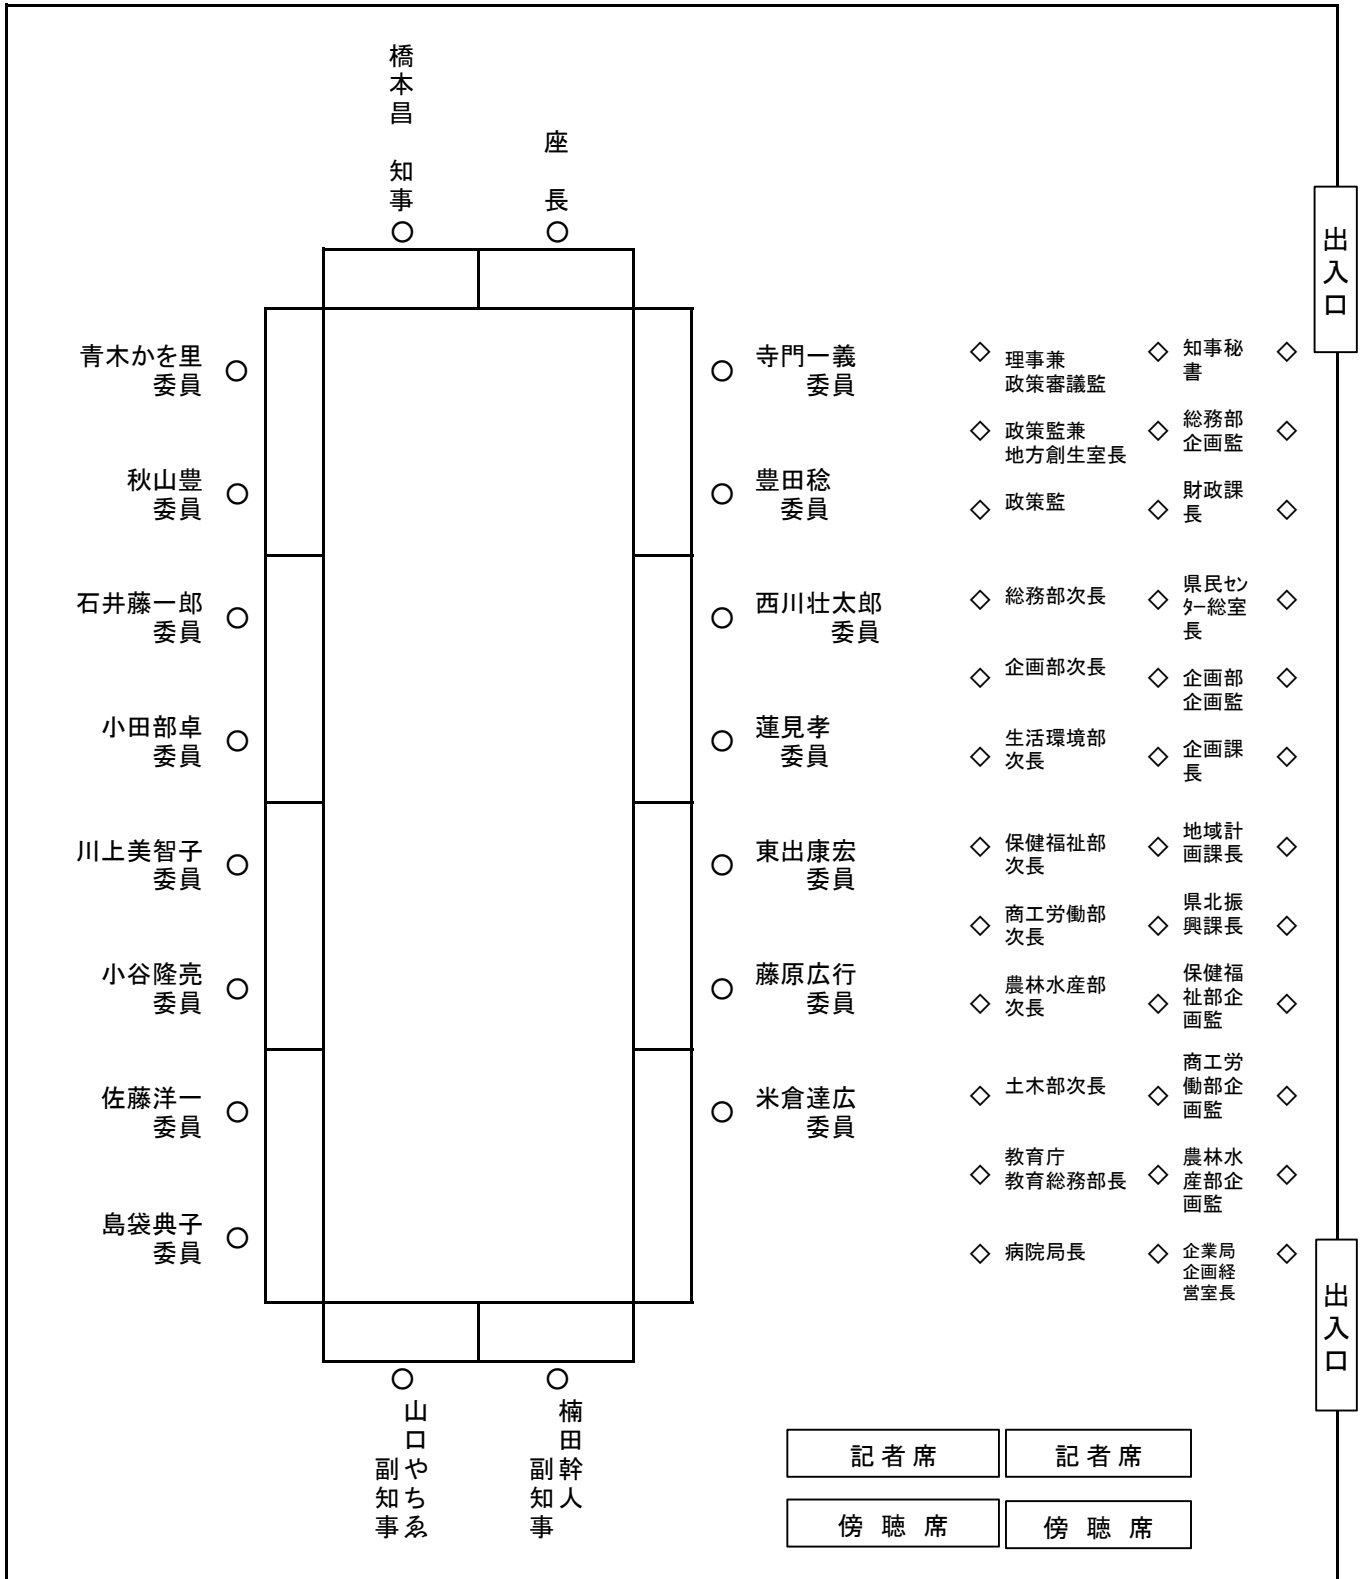 橋本昌 知事
座 長
出入口
青木かを里
委員
秋山豊
委員
石井藤一郎
委員
小田部卓
委員
川上美智子
委員
小谷隆亮
委員
佐藤洋一
委員
島袋典子
委員
寺門一義
委員
豊田稔
委員
西川壮太郎
委員
蓮見孝
委員
東出康宏
委員
藤原広行
委員
米倉達広
委員
理事兼
政策審議監
政策監兼
地方創生室長
政策監
総務部次長
企画部次長
生活環境部
次長
保健福祉部
次長
商工労働部
次長
農林水産部
次長
土木部次長
教育庁
教育総務部長
病院局長
知事秘
書
総務部
企画監
財政課
長
県民セン
ター総室
長
企画部
企画監
企画課
長
地域計
画課長
県北振
興課長
保健福
祉部企
画監
商工労
働部企
画監
農林水
産部企
画監
企業局
企画経
営室長
出入口
山口やちゑ
副知事
楠田幹人
副知事
記者席
記者席
傍聴席
傍聴席